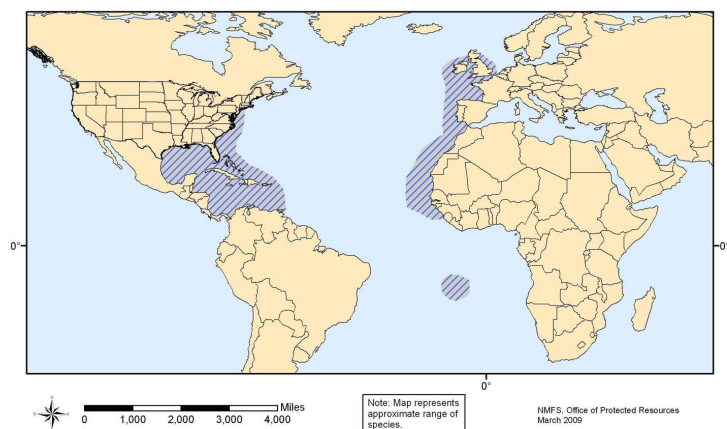 0°
0°
0°
Miles
0 1,000 2,000 3,000 4,000
Note: Map represents
approximate range of
species.
NMFS, Office of Protected Resources
March 2009